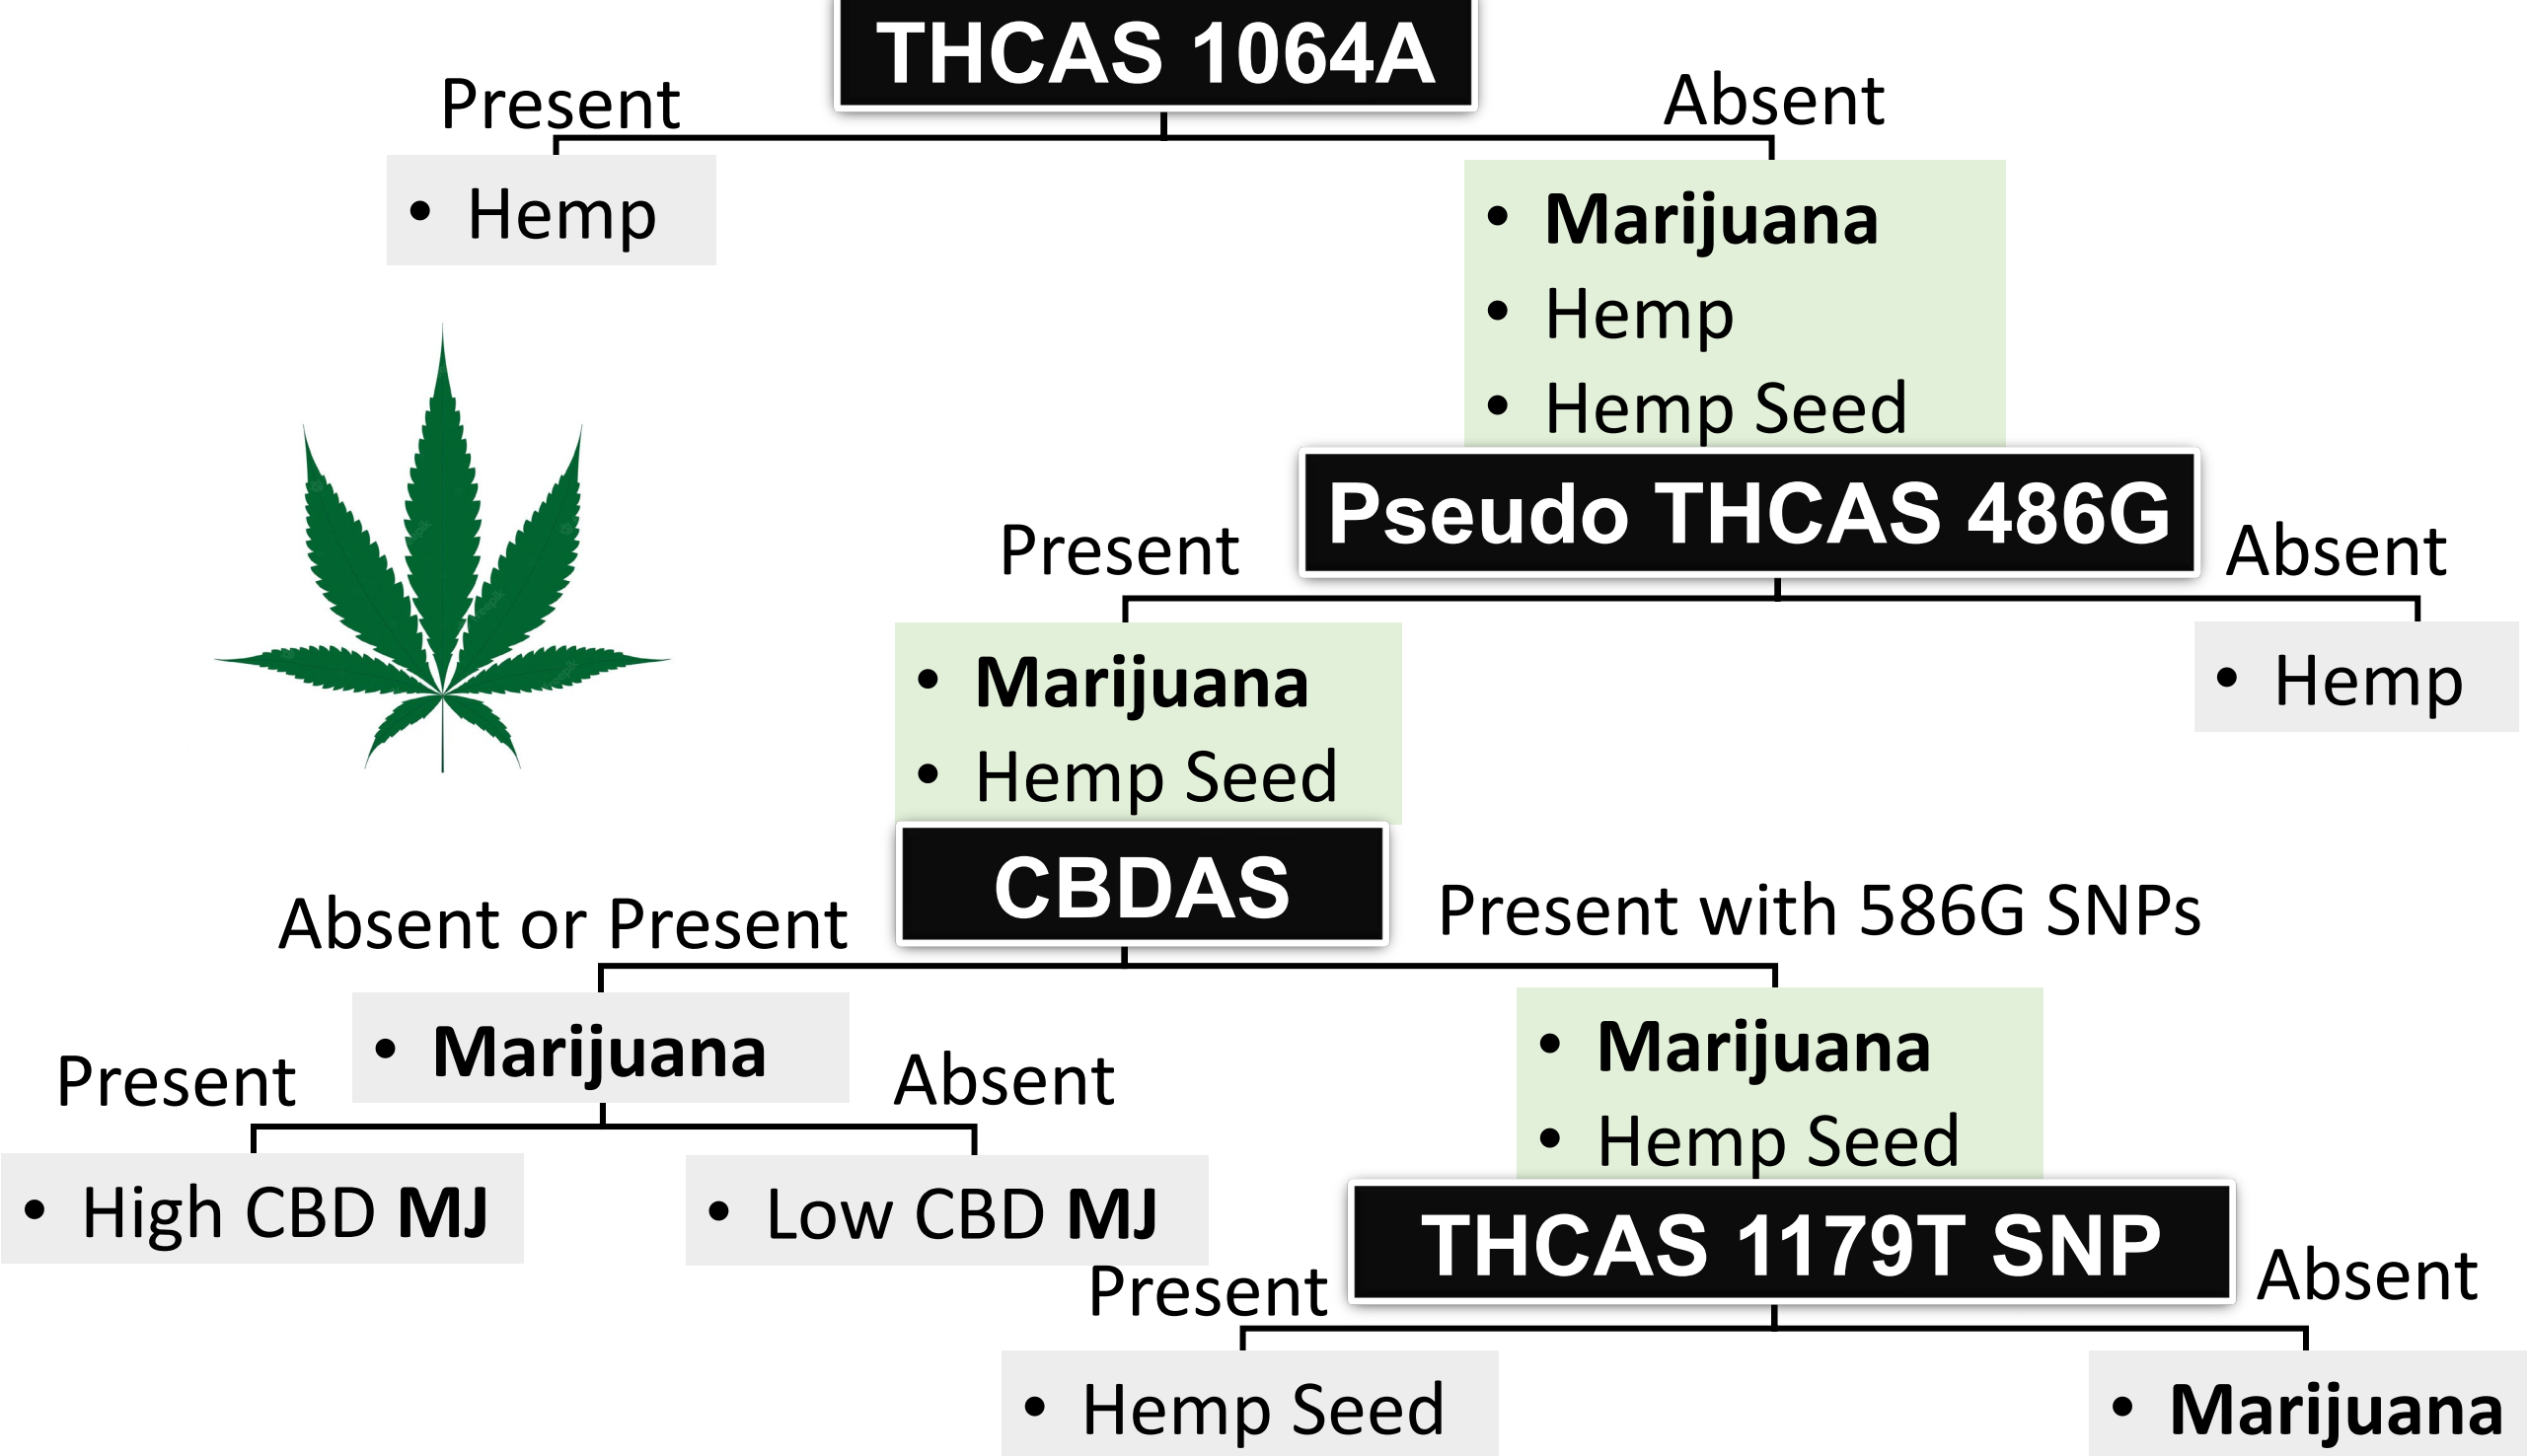 THCAS 1064A
Present
Absent
• Hemp
• Marijuana
• Hemp
• Hemp Seed
Pseudo THCAS 486G
Present
Absent
• Marijuana
• Hemp Seed
• Hemp
CBDAS
Absent or Present
Present with 586G SNPs
• Marijuana
• Marijuana
• Hemp Seed
Present
Absent
• High CBD MJ
• Low CBD MJ
THCAS 1179T SNP
Present
Absent
• Hemp Seed
• Marijuana